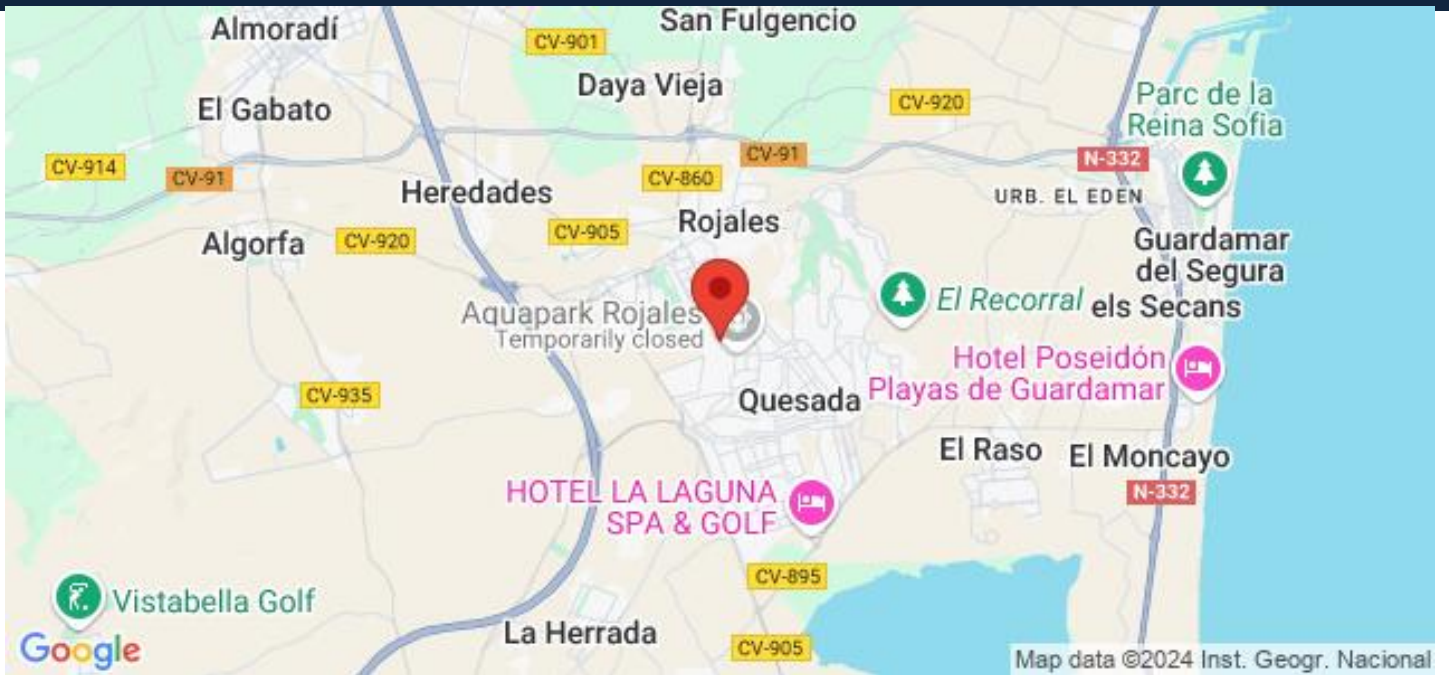 San Fulgencio
Almoradí
CV-901
Daya Vieja
El Gabato
CV-920
Parc de la
Reina Sofia
CV-91
N-332
CV-914
CV-91
CV-860
Heredades
URB. EL EDEN
Rojales
CV-905
Algorfa
CV-920
Guardamar
del Segura
El Recorral
els Secans
Aquapark Rojales
Temporarily closed
Hotel Poseidón
Playas de Guardamar
CV-935
Quesada
El Raso
El Moncayo
N-332
HOTEL LA LAGUNA
SPA & GOLF
CV-895
Vistabella Golf
La Herrada
CV-905
Google
Map data ©2024 Inst. Geogr. Nacional